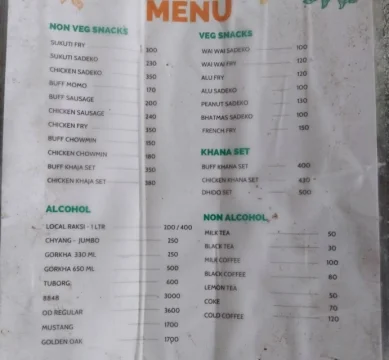 MENU
NON VEG SNACKS
SUKUTI FRY 300
SUKUTI SADEKO 250
CHICKEN SADEKO 250
BUFF MOMO 170
BUFF SAUSAGE 200
CHICKEN SAUSAGE 240
CHICKEN FRY 350
BUFF CHOWMIN 150
CHICKEN CHOWMIN 180
BUFF KHAJA SET 350
CHICKEN KHAJA SET 380
VEG SNACKS
WAI WAI SADEKO 100
WAI WAI FRY 120
ALU FRY 120
ALU SADEKO 100
PEANUT SADEKO 130
BHATMAS SADEKO 100
FRENCH FRY 150
KHANA SET
BUFF KHANA SET 400
CHICKEN KHANA SET 430
DHIDO SET 500
ALCOHOL
LOCAL RAKSI - 1 LTR 200 / 400
CHYANG - JUMBO 250
GORKHA 330 ML 250
GORKHA 650 ML 500
TUBORG 600
8848 3000
OD REGULAR 3600
MUSTANG 1700
GOLDEN OAK 1700
NON ALCOHOL
MILK TEA 50
BLACK TEA 30
MILK COFFEE 100
BLACK COFFEE 80
LEMON TEA
COKE 50
COLD COFFEE 70
120